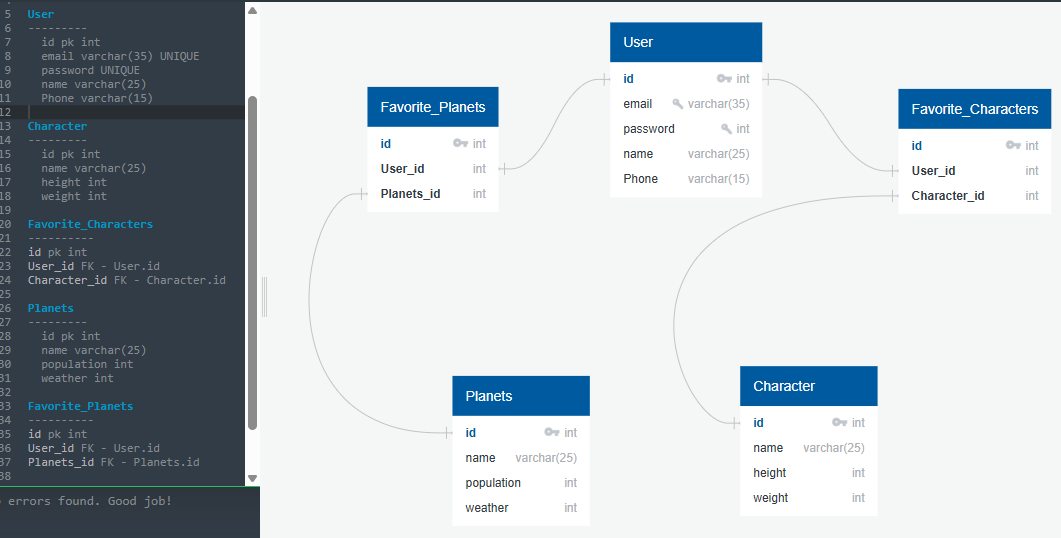 5 User
6 ---------
7 id pk int
8 email varchar(35) UNIQUE
9 password UNIQUE
10 name varchar(25)
11 Phone varchar(15)
12
13 Character
14 ---------
15 id pk int
16 name varchar(25)
17 height int
18 weight int
19
20 Favorite_Characters
21 ----------
22 id pk int
23 User_id FK - User.id
24 Character_id FK - Character.id
25
26 Planets
27 ---------
28 id pk int
29 name varchar(25)
30 population int
31 weather int
32
33 Favorite_Planets
34 ----------
35 id pk int
36 User_id FK - User.id
37 Planets_id FK - Planets.id
38
errors found. Good job!
User
id int
email varchar(35)
password int
name varchar(25)
Phone varchar(15)
Favorite_Planets
id int
User_id int
Planets_id int
Favorite_Characters
id int
User_id int
Character_id int
Planets
id int
name varchar(25)
population int
weather int
Character
id int
name varchar(25)
height int
weight int